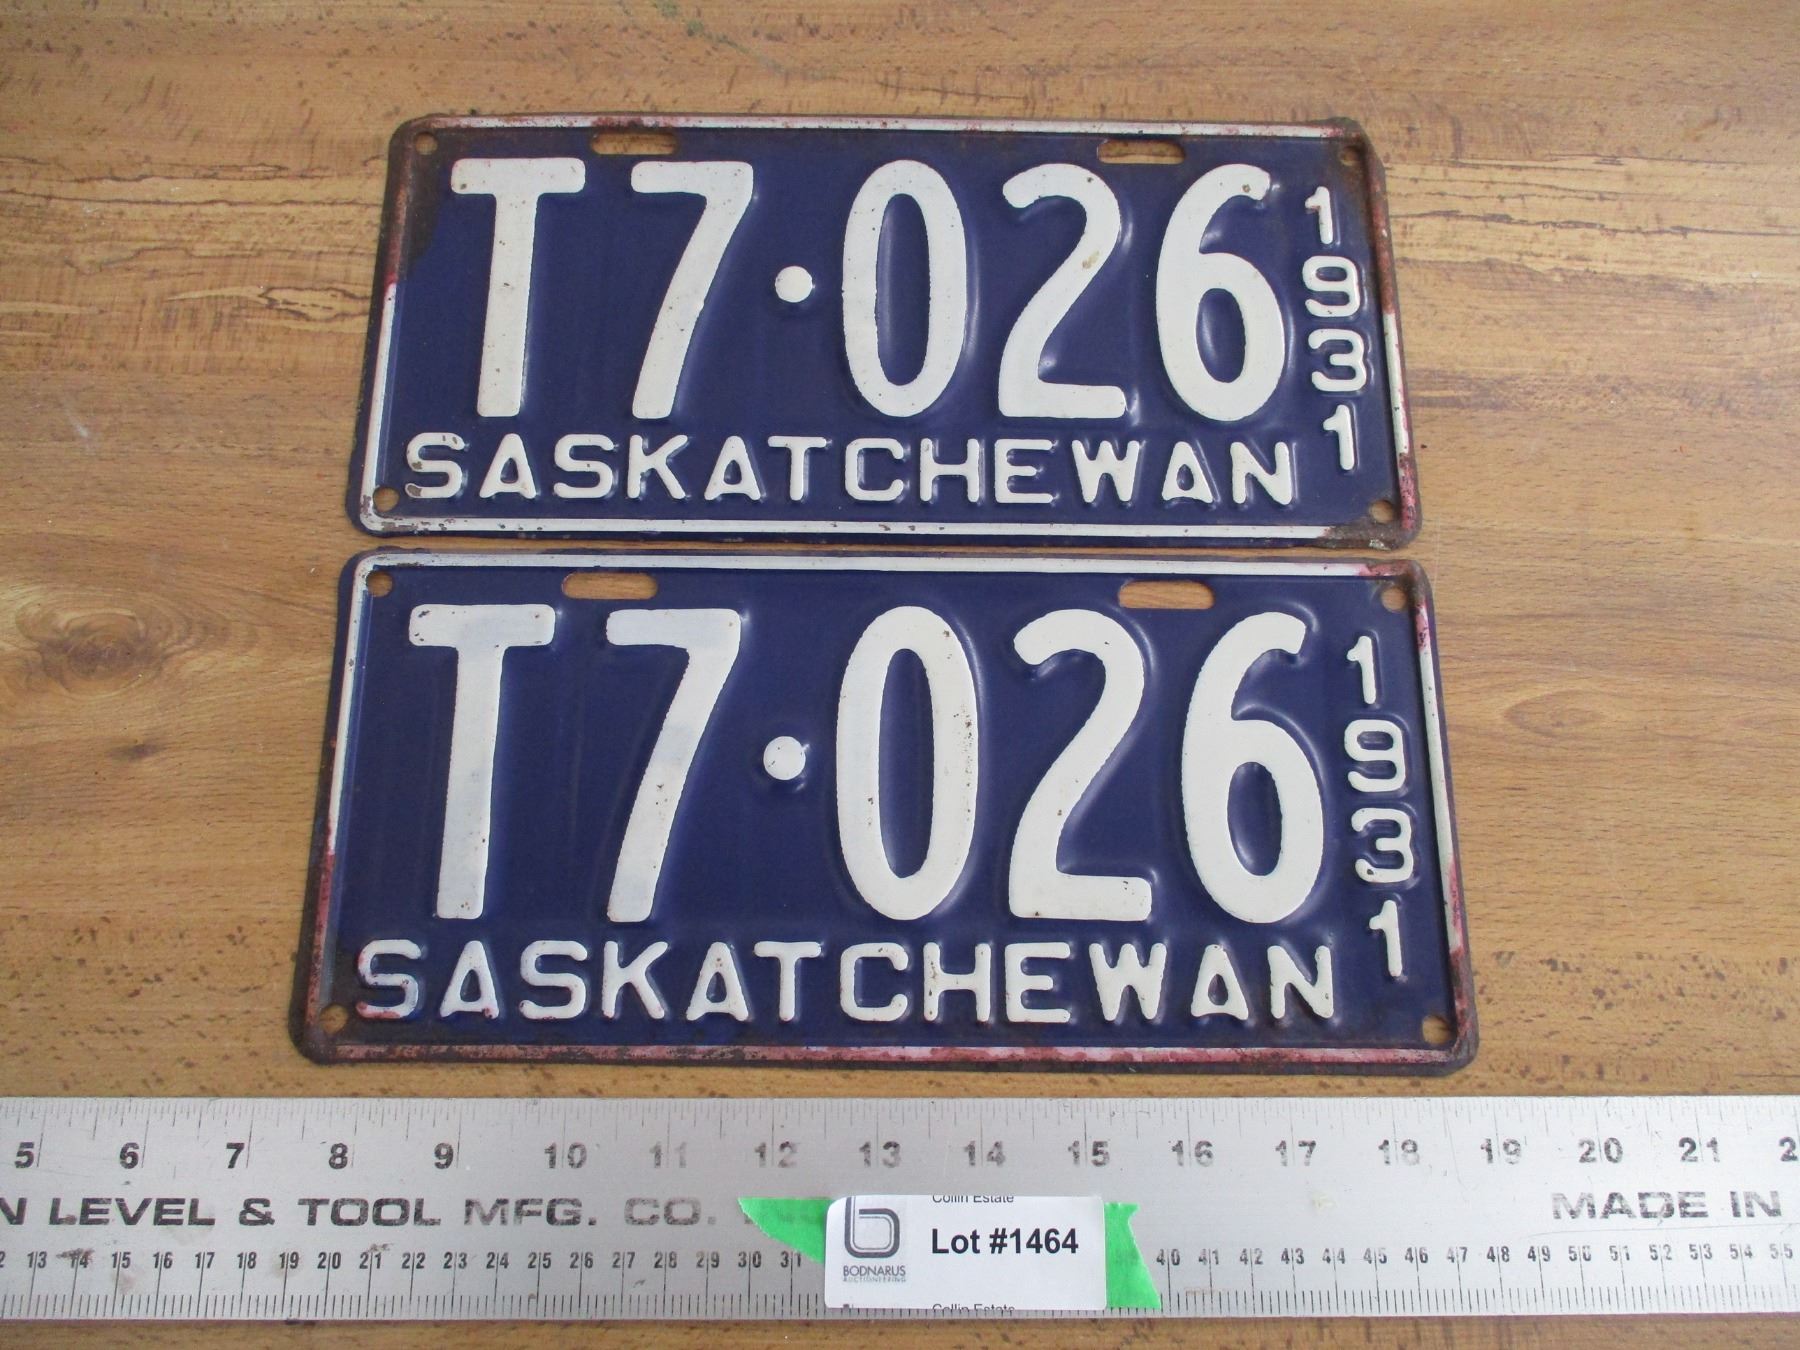 T7·026
1931
SASKATCHEWAN
T7·026
1931
SASKATCHEWAN
5 6 7 8 9 10 11 12 13 14 15 16 17 18 19 20 21
N LEVEL & TOOL MFG. CO.
MADE IN
13 14 15 16 17 18 19 20 21 22 23 24 25 26 27 28 29 30 31
40 41 42 43 44 45 46 47 48 49 50 51 52 53 54 55
Collin Estate
Lot #1464
BODNARUS
AUCTIONEERING
Collin Estate